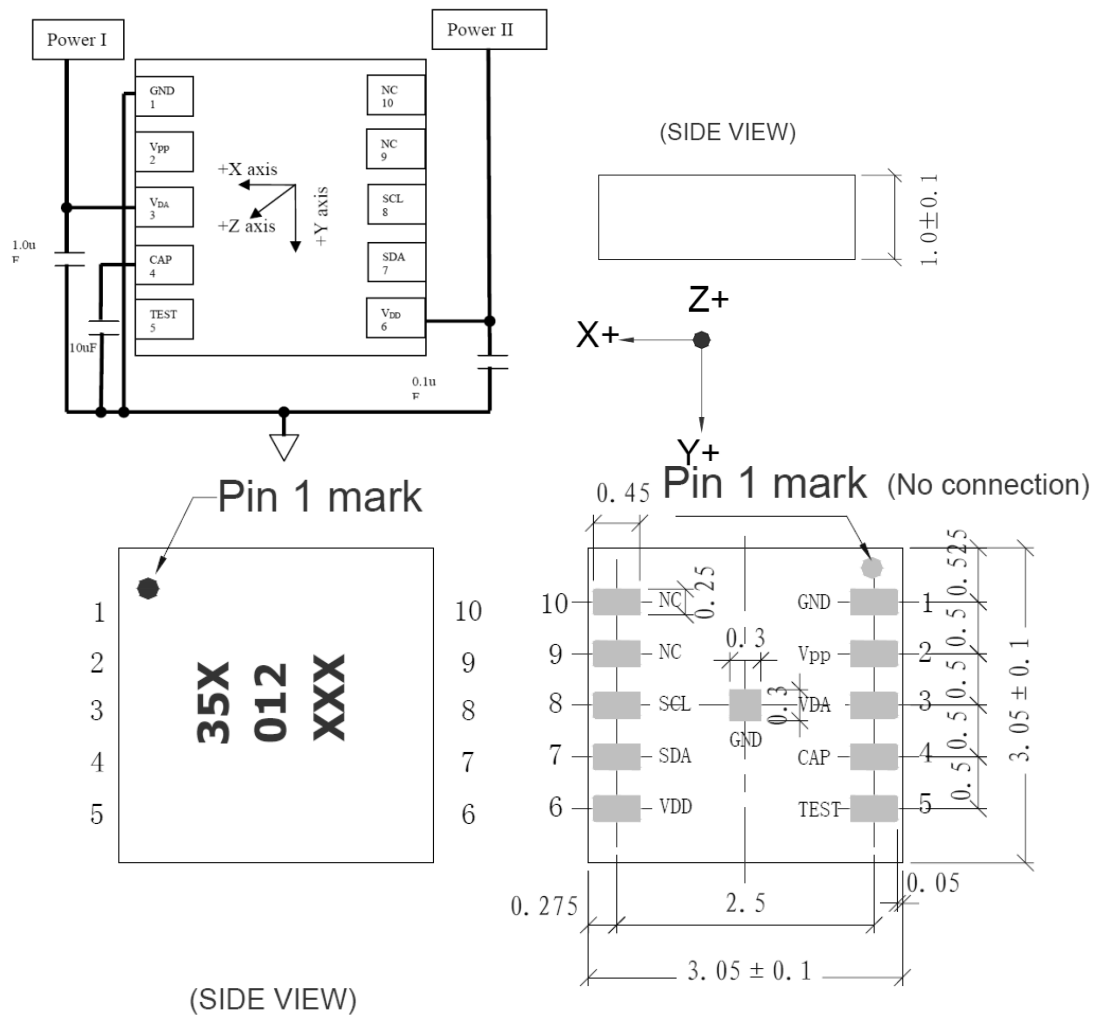 Power I
Power II
GND
1
Vpp
2
VDA
3
CAP
4
TEST
5
NC
10
NC
9
SCL
8
SDA
7
VDD
6
+X axis
+Z axis
+Y axis
1.0u
F
10uF
0.1u
F
(SIDE VIEW)
1.0±0.1
Z+
X+
Y+
Pin 1 mark
1
2
3
4
5
10
9
8
7
6
35X
012
XXX
(SIDE VIEW)
Pin 1 mark (No connection)
0.45
0.25
0.3
0.3
10
9
8
7
6
NC
NC
SCL
SDA
VDD
GND
GND
Vpp
VDA
CAP
TEST
1
2
3
4
5
0.525
0.5
0.5
0.5
0.5
3.05±0.1
0.05
0.275
2.5
3.05±0.1